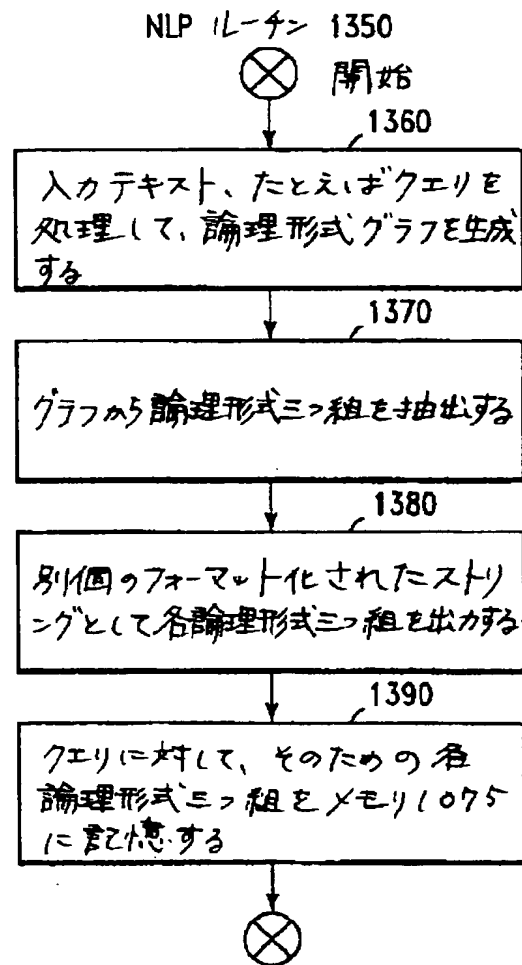 NLP ルーチン 1350
開始
1360
入力テキスト、たとえばクエリを
処理して、論理形式グラフを生成
する
1370
グラフから論理形式三つ組を抽出する
1380
別個のフォーマット化されたストリ
ングとして各論理形式三つ組を出力する
1390
クエリに対して、そのための各
論理形式三つ組をメモリ1075
に記憶する